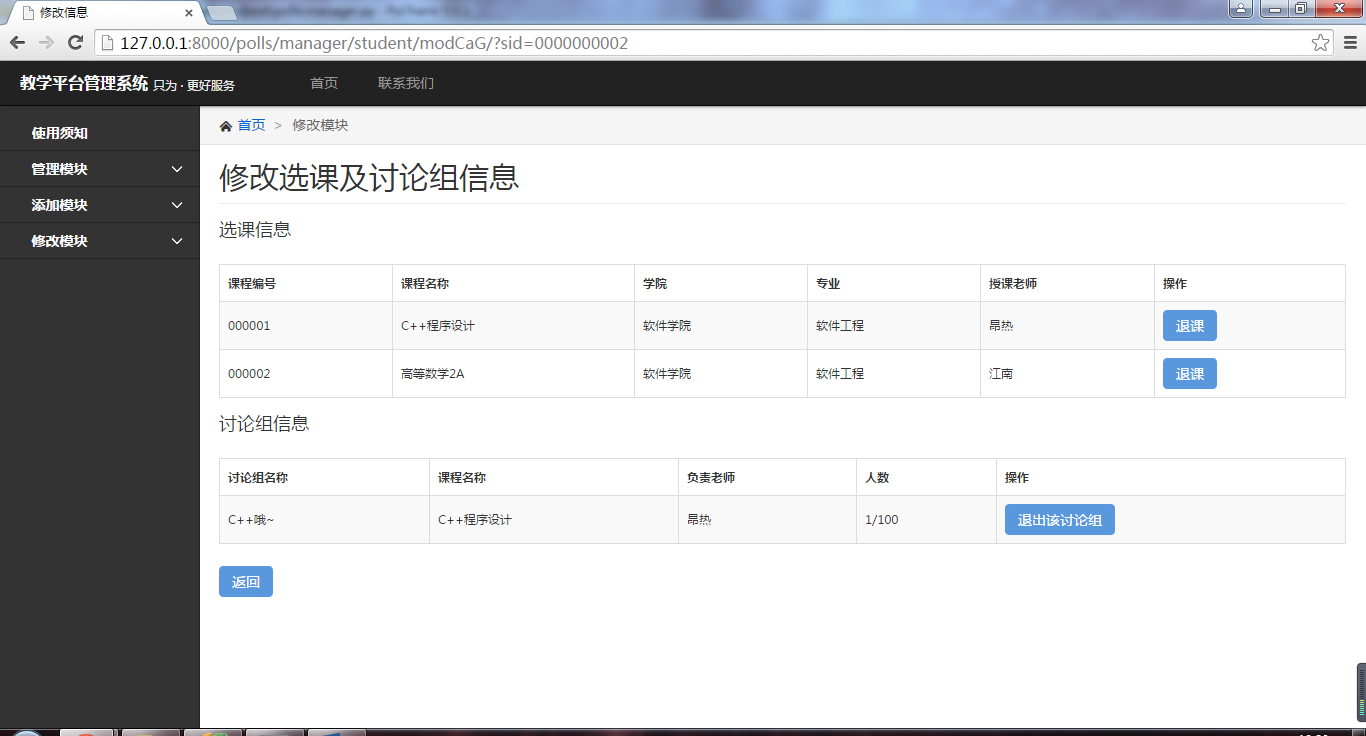 修改信息
127.0.0.1:8000/polls/manager/student/modCaG/?sid=0000000002
教学平台管理系统 只为 · 更好服务 首页 联系我们
使用须知
管理模块
添加模块
修改模块
首页 > 修改模块
修改选课及讨论组信息
选课信息
课程编号 课程名称 学院 专业 授课老师 操作
000001 C++程序设计 软件学院 软件工程 昂热 退课
000002 高等数学2A 软件学院 软件工程 江南 退课
讨论组信息
讨论组名称 课程名称 负责老师 人数 操作
C++哦~ C++程序设计 昂热 1/100 退出该讨论组
返回